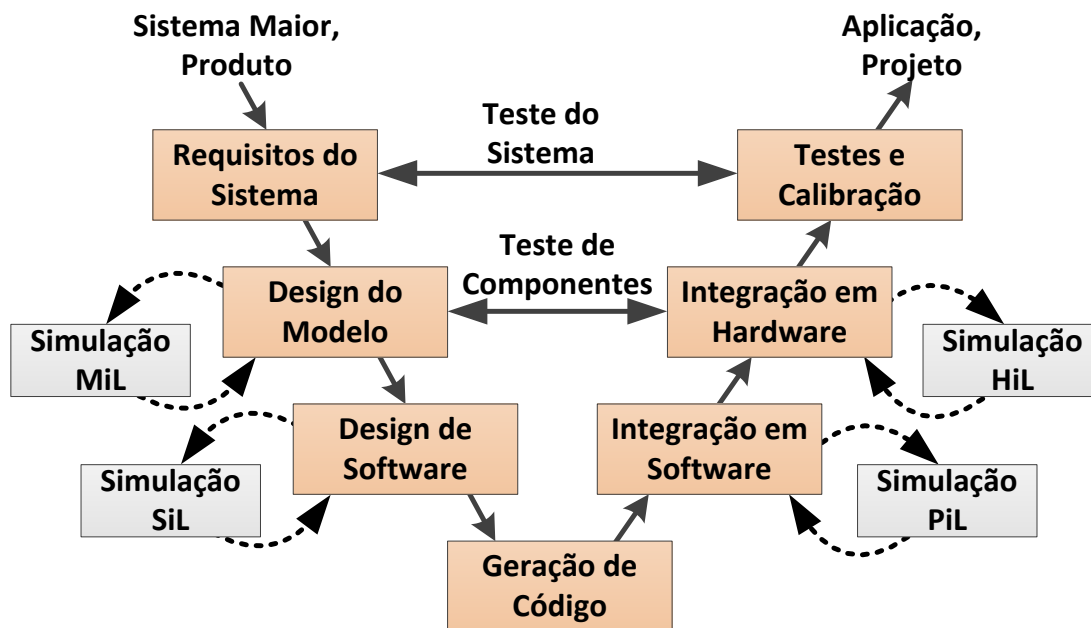 Sistema Maior,
Produto
Aplicação,
Projeto
Teste do
Sistema
Requisitos do
Sistema
Testes e
Calibração
Teste de
Componentes
Design do
Modelo
Integração em
Hardware
Simulação
MiL
Simulação
HiL
Design de
Software
Integração em
Software
Simulação
SiL
Simulação
PiL
Geração de
Código